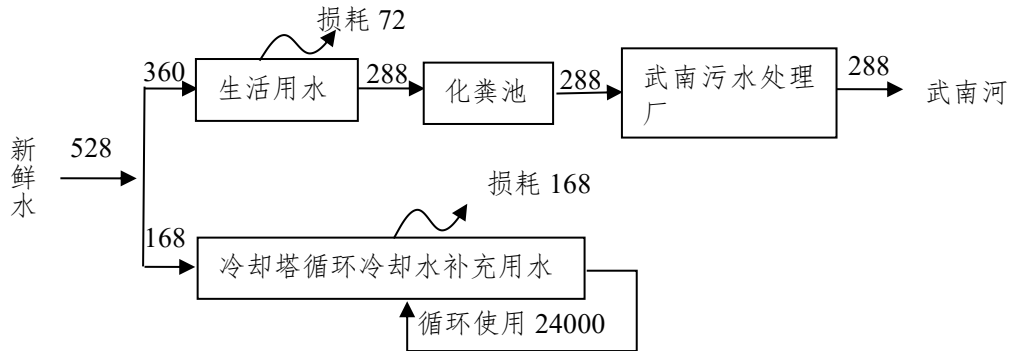 损耗 72
360
生活用水
288
化粪池
288
武南污水处理
厂
288
武南河
新
鲜
水
528
损耗 168
168
冷却塔循环冷却水补充用水
循环使用 24000